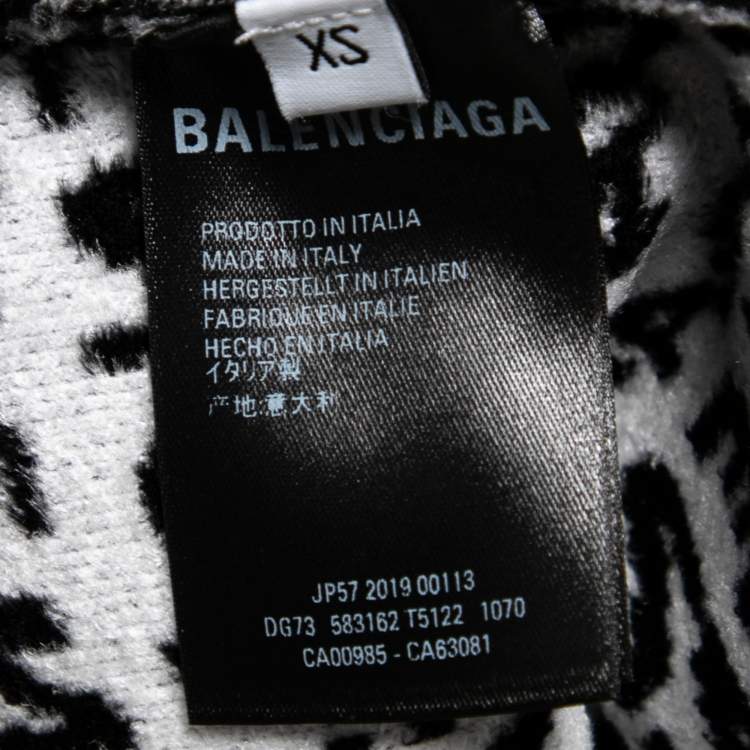 XS
BALENCIAGA
PRODOTTO IN ITALIA
MADE IN ITALY
HERGESTELLT IN ITALIEN
FABRIQUE EN ITALIE
HECHO EN ITALIA
イタリア製
产地:意大利
JP57 2019 00113
DG73 583162 T5122 1070
CA00985 - CA63081